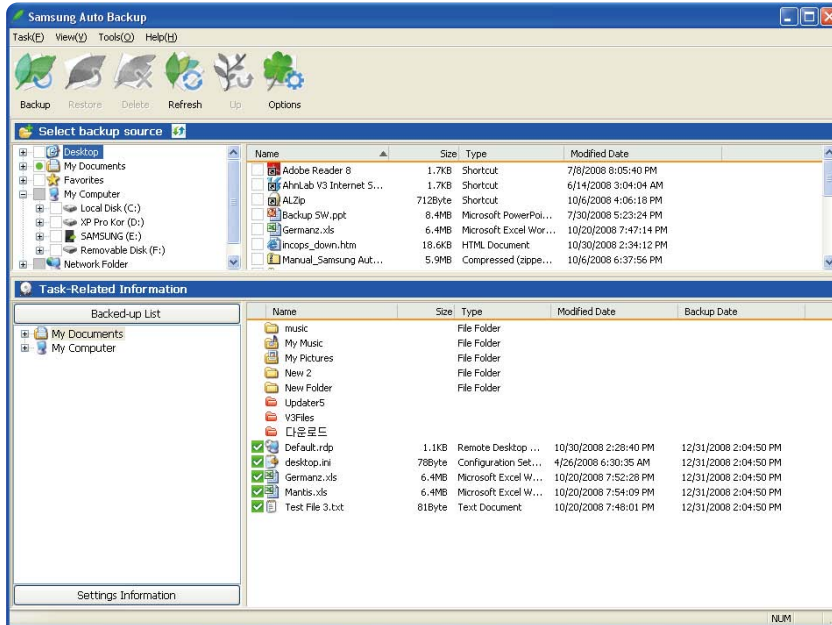 Samsung Auto Backup
Task(F) View(V) Tools(O) Help(H)
Backup Restore Delete Refresh Up Options
Select backup source
Desktop
My Documents
Favorites
My Computer
Local Disk (C:)
XP Pro Kor (D:)
SAMSUNG (E:)
Removable Disk (F:)
Network Folder
Name Size Type Modified Date
Adobe Reader 8 1.7KB Shortcut 7/8/2008 8:05:40 PM
AhnLab V3 Internet S... 1.7KB Shortcut 6/14/2008 3:04:04 AM
ALZip 712Byte Shortcut 10/6/2008 4:06:18 PM
Backup SW.ppt 8.4MB Microsoft PowerPoi... 7/30/2008 5:23:24 PM
Germanz.xls 6.4MB Microsoft Excel Wor... 10/20/2008 7:47:14 PM
incops_down.htm 18.6KB HTML Document 10/30/2008 2:34:12 PM
Manual_Samsung Aut... 5.9MB Compressed (zippe... 10/6/2008 6:37:56 PM
Task-Related Information
Backed-up List
My Documents
My Computer
Settings Information
Name Size Type Modified Date Backup Date
music File Folder
My Music File Folder
My Pictures File Folder
New 2 File Folder
New Folder File Folder
Updater5
V3Files
다운로드
Default.rdp 1.1KB Remote Desktop ... 10/30/2008 2:28:40 PM 12/31/2008 2:04:50 PM
desktop.ini 78Byte Configuration Set... 4/26/2008 6:30:35 AM 12/31/2008 2:04:50 PM
Germanz.xls 6.4MB Microsoft Excel W... 10/20/2008 7:52:28 PM 12/31/2008 2:04:50 PM
Mantis.xls 6.4MB Microsoft Excel W... 10/20/2008 7:54:09 PM 12/31/2008 2:04:50 PM
Test File 3.txt 81Byte Text Document 10/20/2008 7:48:01 PM 12/31/2008 2:04:50 PM
NUM